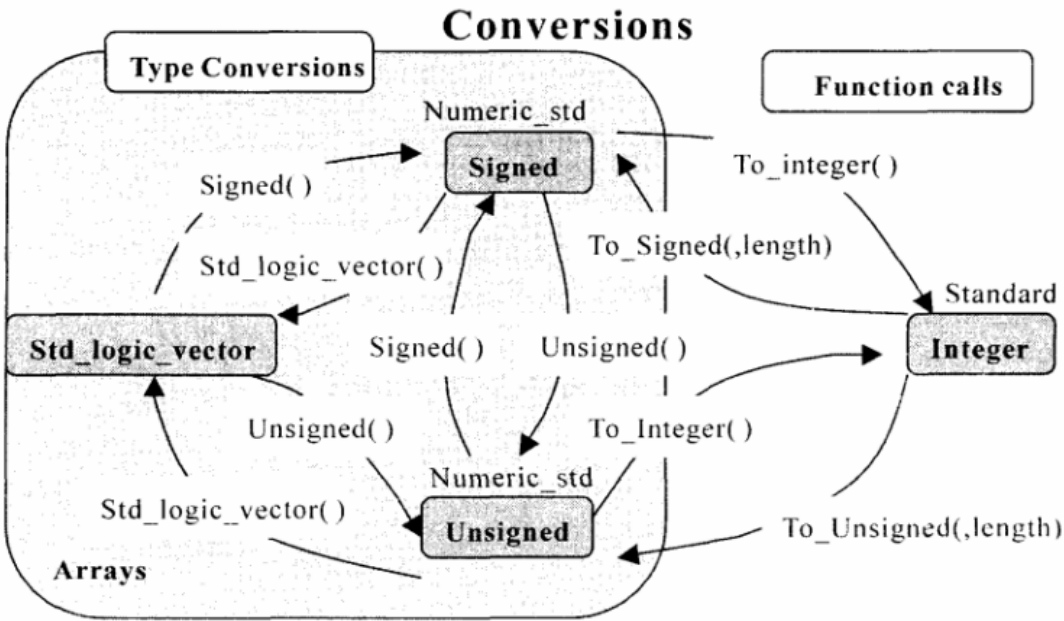 Conversions
Type Conversions
Function calls
Numeric_std
Signed
To_integer( )
Signed( )
To_Signed(,length)
Std_logic_vector( )
Standard
Std_logic_vector
Signed( )
Unsigned( )
Integer
Unsigned( )
To_Integer( )
Numeric_std
Std_logic_vector( )
Unsigned
To_Unsigned(,length)
Arrays